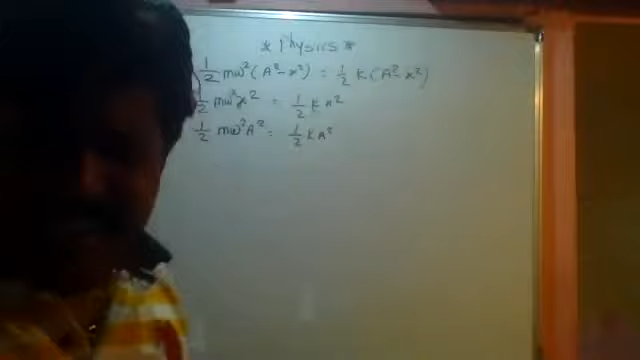 * Physics *
1/2 mω²(A²-x²) = 1/2 K(A²-x²)
1/2 mω²x² = 1/2 Kx²
1/2 mω²A² = 1/2 KA²